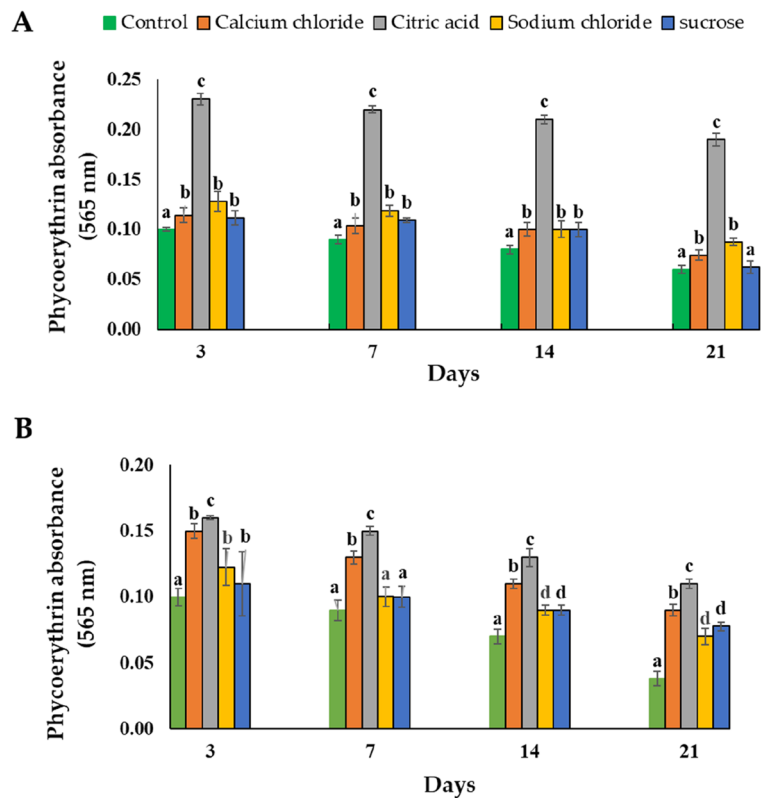 A
Control Calcium chloride Citric acid Sodium chloride sucrose
Phycoerythrin absorbance
(565 nm)
0.25
0.20
0.15
0.10
0.05
0.00
a b c b b
a b c b b
a b c b b
a b c b a
3 7 14 21
Days
B
Phycoerythrin absorbance
(565 nm)
0.20
0.15
0.10
0.05
0.00
a b c b b
a b c a a
a b c d d
a b c d d
3 7 14 21
Days